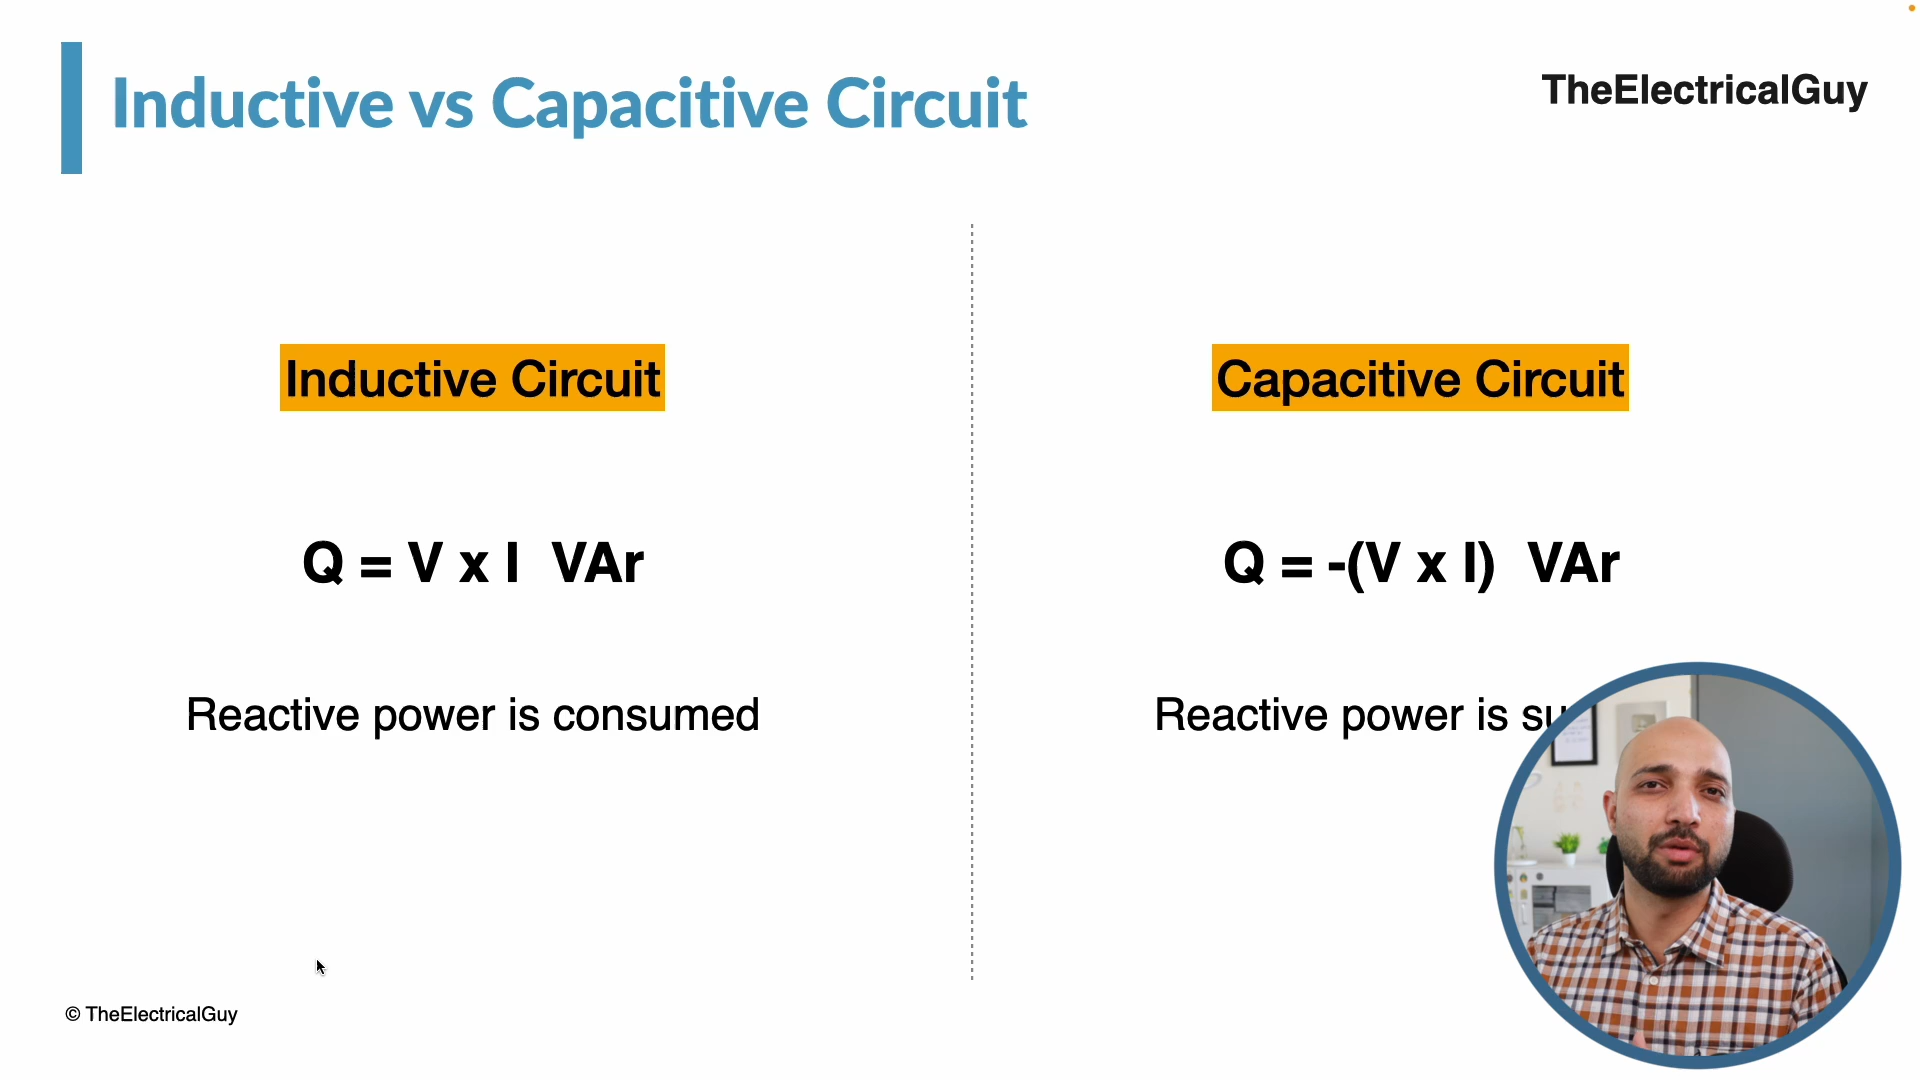 Inductive vs Capacitive Circuit
TheElectricalGuy
Inductive Circuit
Capacitive Circuit
Q = V x I VAr
Q = -(V x I) VAr
Reactive power is consumed
Reactive power is
© TheElectricalGuy